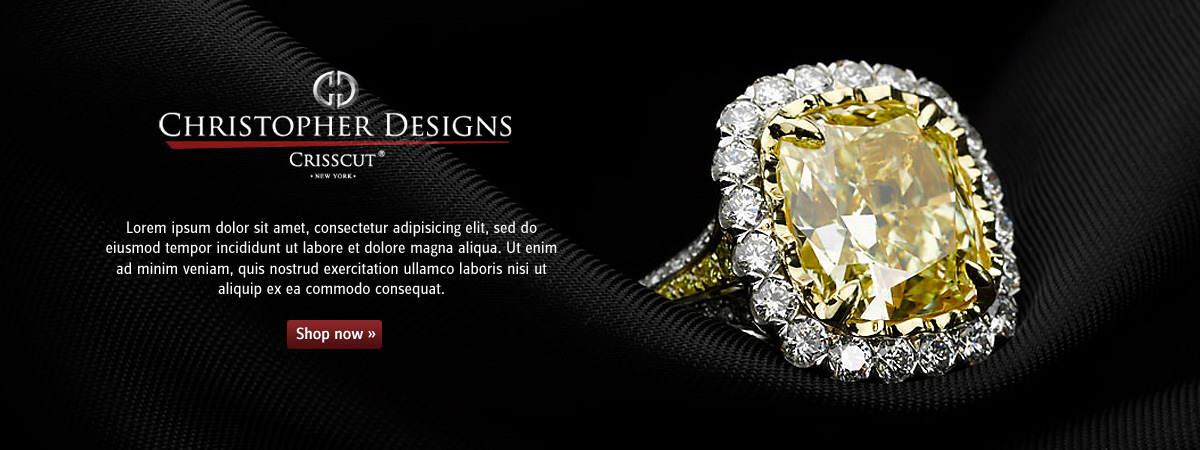 CHRISTOPHER DESIGNS
CRISSCUT®
• NEW YORK •
Lorem ipsum dolor sit amet, consectetur adipisicing elit, sed do
eiusmod tempor incididunt ut labore et dolore magna aliqua. Ut enim
ad minim veniam, quis nostrud exercitation ullamco laboris nisi ut
aliquip ex ea commodo consequat.
Shop now »